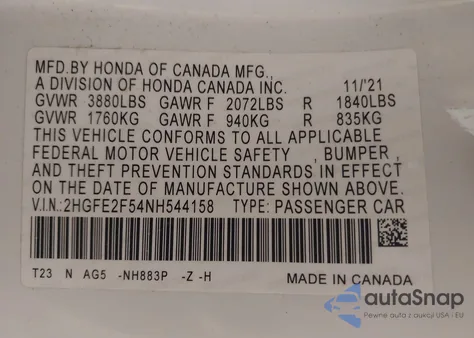 MFD.BY HONDA OF CANADA MFG.,
A DIVISION OF HONDA CANADA INC. 11/'21
GVWR 3880LBS GAWR F 2072LBS R 1840LBS
GVWR 1760KG GAWR F 940KG R 835KG
THIS VEHICLE CONFORMS TO ALL APPLICABLE
FEDERAL MOTOR VEHICLE SAFETY , BUMPER ,
AND THEFT PREVENTION STANDARDS IN EFFECT
ON THE DATE OF MANUFACTURE SHOWN ABOVE.
V.I.N.:2HGFE2F54NH544158 TYPE: PASSENGER CAR
T23 N AG5 -NH883P -Z -H MADE IN CANADA
autaSnap
Pewne auta z aukcji USA - EU